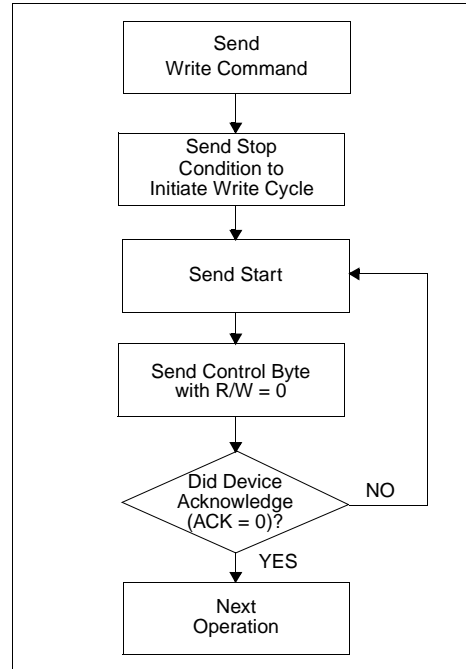 Send
Write Command
Send Stop
Condition to
Initiate Write Cycle
Send Start
Send Control Byte
with R/W = 0
Did Device
Acknowledge
(ACK = 0)?
NO
YES
Next
Operation